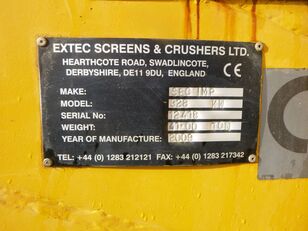 EXTEC SCREENS & CRUSHERS LTD.
HEARTHCOTE ROAD, SWADLINCOTE,
DERBYSHIRE, DE11 9DU, ENGLAND
CE
MAKE:
MODEL:
SERIAL NO:
WEIGHT:
YEAR OF MANUFACTURE: 2009
TEL: +44 (0) 1283 212121 FAX: +44 (0) 1283 217342